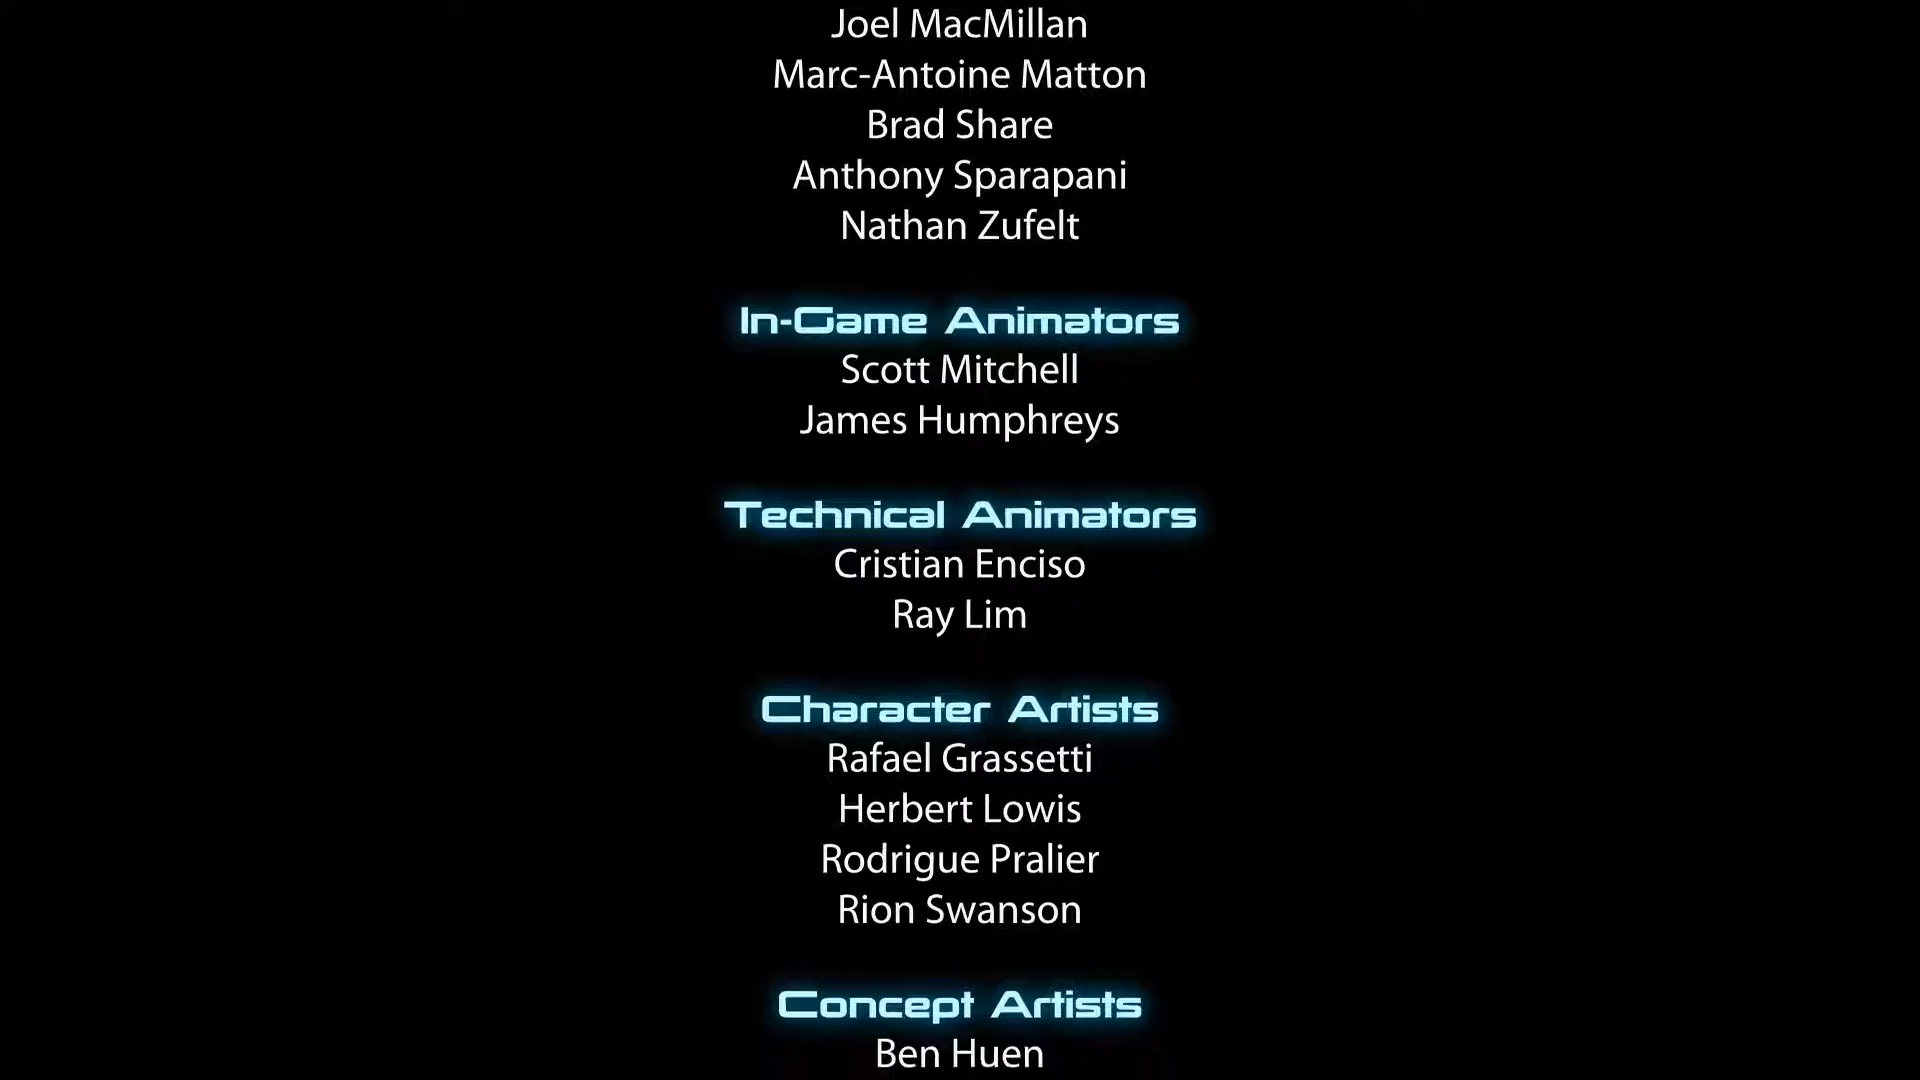 Joel MacMillan
Marc-Antoine Matton
Brad Share
Anthony Sparapani
Nathan Zufelt
In-Game Animators
Scott Mitchell
James Humphreys
Technical Animators
Cristian Enciso
Ray Lim
Character Artists
Rafael Grassetti
Herbert Lowis
Rodrigue Pralier
Rion Swanson
Concept Artists
Ben Huen